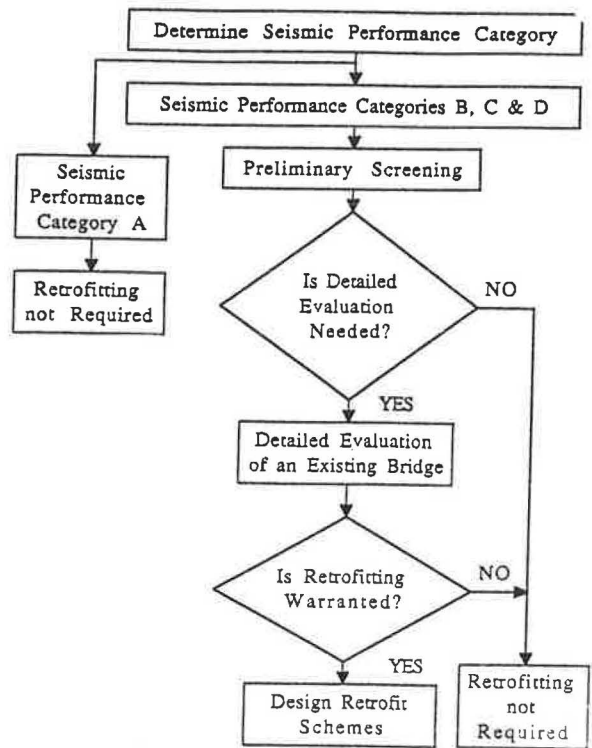 Determine Seismic Performance Category
Seismic Performance Categories B, C & D
Seismic
Performance
Category A
Preliminary Screening
Retrofitting
not Required
Is Detailed
Evaluation
Needed?
NO
YES
Detailed Evaluation
of an Existing Bridge
Is Retrofitting
Warranted?
NO
YES
Design Retrofit
Schemes
Retrofitting
not
Required